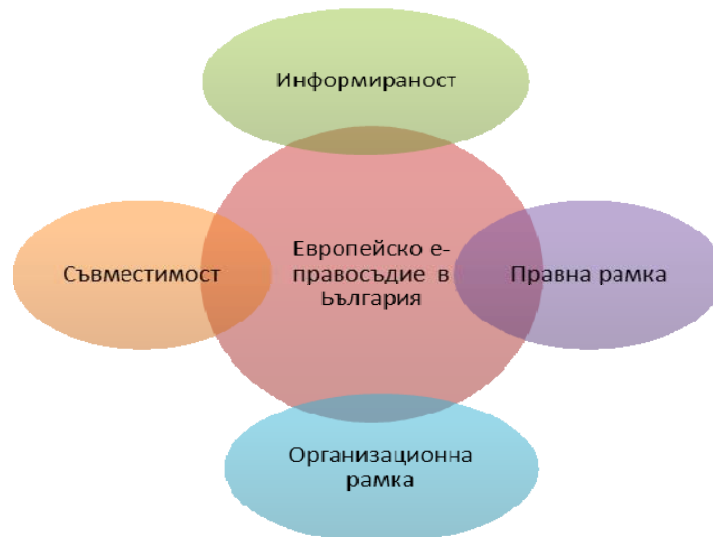 Информираност
Съвместимост
Европейско е-
правосъдие в
България
Правна рамка
Организационна
рамка